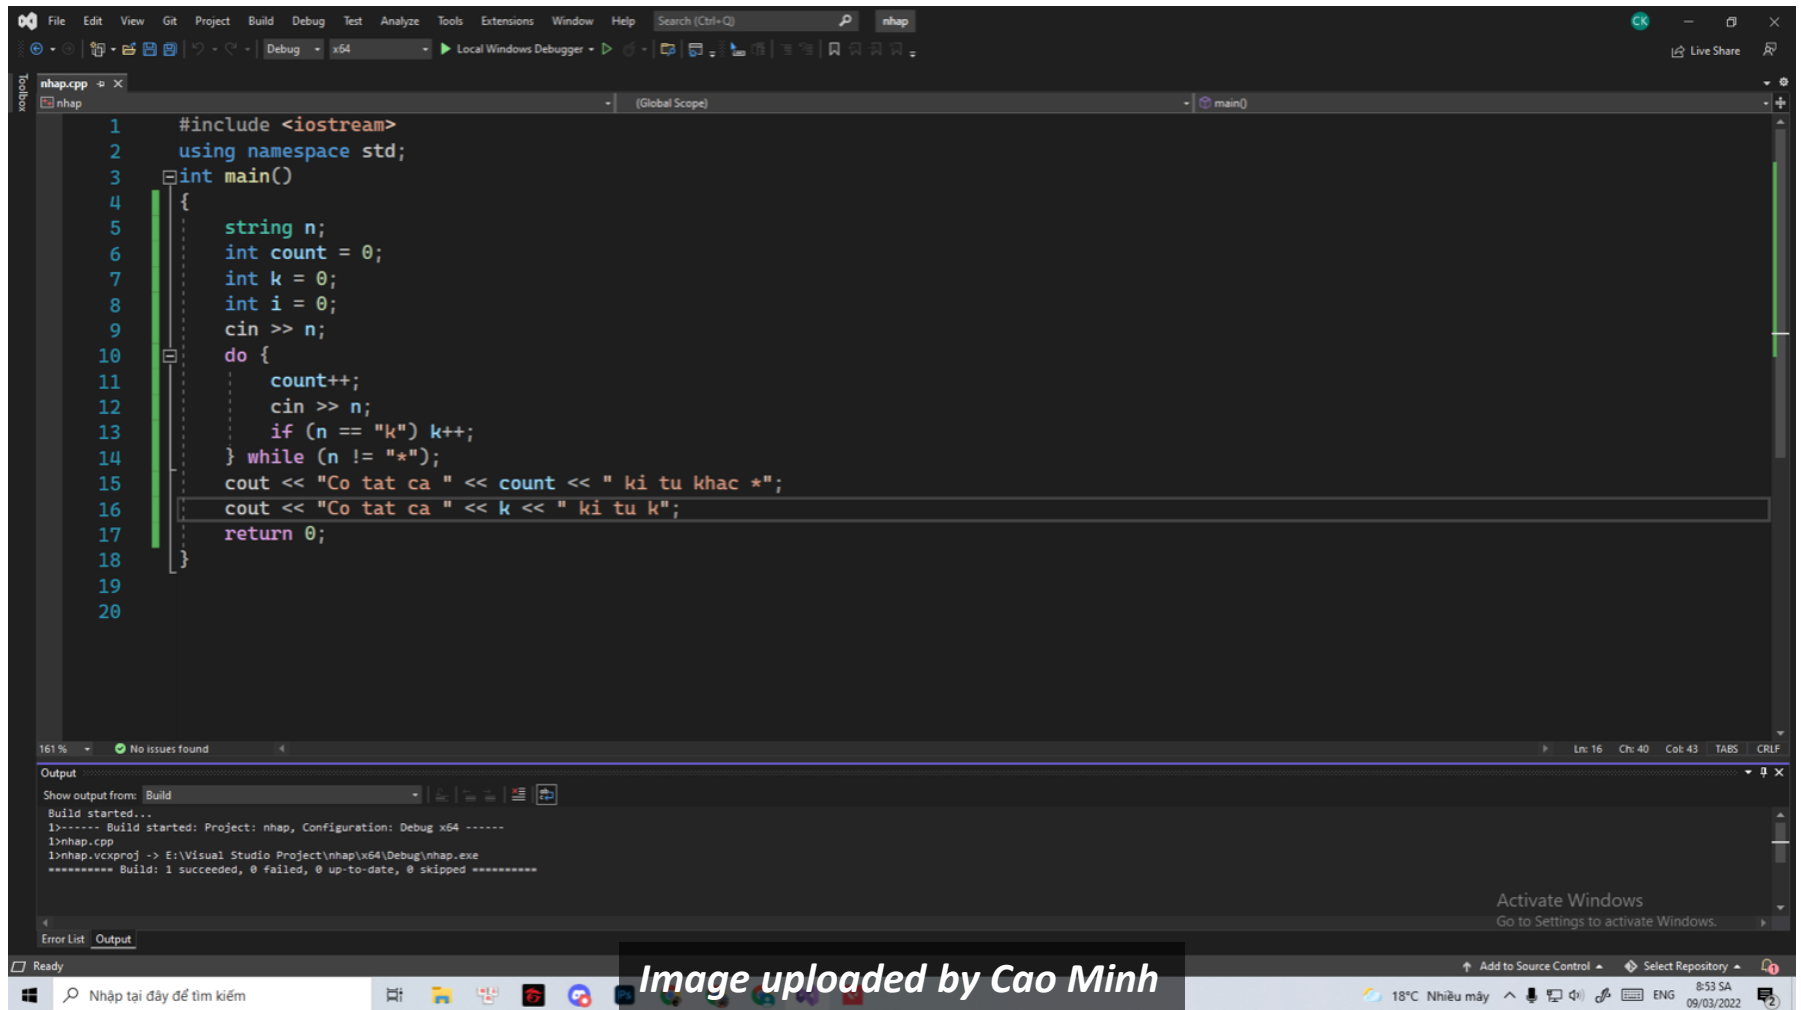 File Edit View Git Project Build Debug Test Analyze Tools Extensions Window Help Search (Ctrl+Q) nhap CK
Debug x64 Local Windows Debugger Live Share
Toolbox
nhap.cpp
nhap (Global Scope) main()
1 #include <iostream>
2 using namespace std;
3 int main()
4 {
5 string n;
6 int count = 0;
7 int k = 0;
8 int i = 0;
9 cin >> n;
10 do {
11 count++;
12 cin >> n;
13 if (n == "k") k++;
14 } while (n != "*");
15 cout << "Co tat ca " << count << " ki tu khac *";
16 cout << "Co tat ca " << k << " ki tu k";
17 return 0;
18 }
19
20
161 % No issues found Ln: 16 Ch: 40 Col: 43 TABS CRLF
Output
Show output from: Build
Build started...
1>------ Build started: Project: nhap, Configuration: Debug x64 ------
1>nhap.cpp
1>nhap.vcxproj -> E:\Visual Studio Project\nhap\x64\Debug\nhap.exe
========== Build: 1 succeeded, 0 failed, 0 up-to-date, 0 skipped ==========
Activate Windows
Go to Settings to activate Windows.
Error List Output
Ready Add to Source Control Select Repository 1
Image uploaded by Cao Minh
Nhập tại đây để tìm kiếm Ps 18°C Nhiều mây ENG 8:53 SA
09/03/2022 2